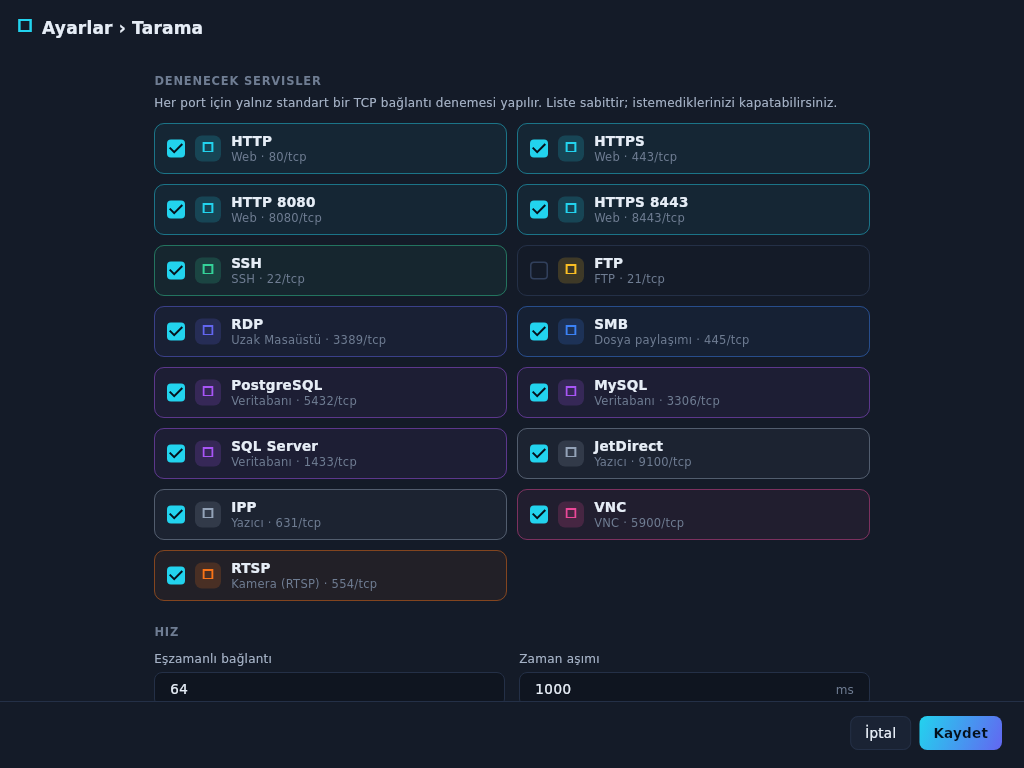 Ayarlar › Tarama
DENENECEK SERVİSLER
Her port için yalnız standart bir TCP bağlantı denemesi yapılır. Liste sabittir; istemediklerinizi kapatabilirsiniz.
HTTP
Web · 80/tcp
HTTPS
Web · 443/tcp
HTTP 8080
Web · 8080/tcp
HTTPS 8443
Web · 8443/tcp
SSH
SSH · 22/tcp
FTP
FTP · 21/tcp
RDP
Uzak Masaüstü · 3389/tcp
SMB
Dosya paylaşımı · 445/tcp
PostgreSQL
Veritabanı · 5432/tcp
MySQL
Veritabanı · 3306/tcp
SQL Server
Veritabanı · 1433/tcp
JetDirect
Yazıcı · 9100/tcp
IPP
Yazıcı · 631/tcp
VNC
VNC · 5900/tcp
RTSP
Kamera (RTSP) · 554/tcp
HIZ
Eşzamanlı bağlantı
Zaman aşımı
64
1000 ms
İptal
Kaydet